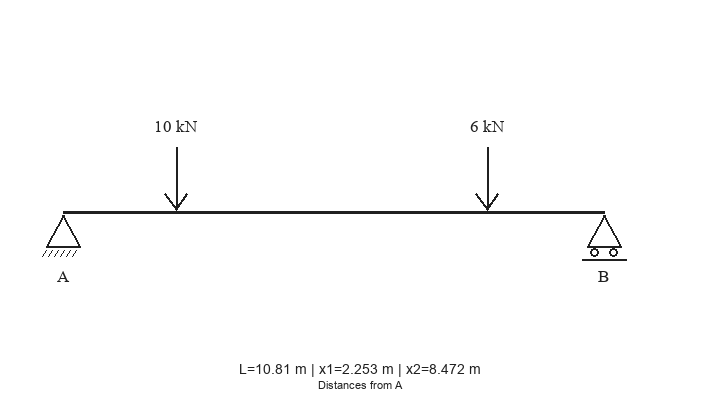 10 kN
6 kN
A
B
L=10.81 m | x1=2.253 m | x2=8.472 m
Distances from A